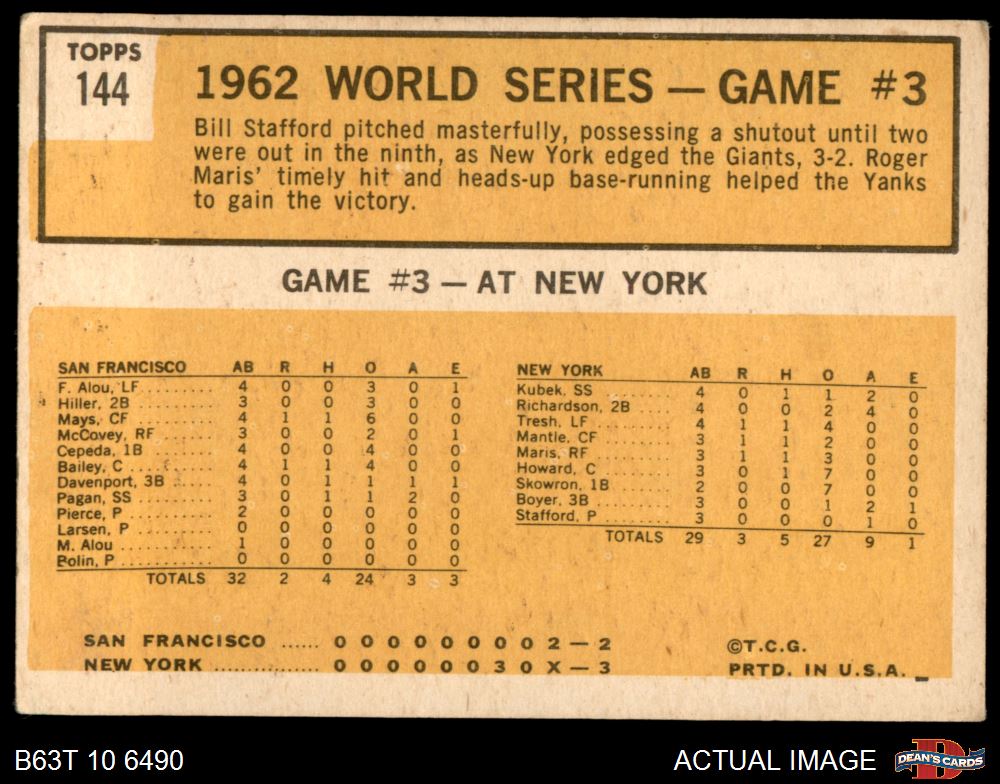 TOPPS
144
1962 WORLD SERIES — GAME #3
Bill Stafford pitched masterfully, possessing a shutout until two
were out in the ninth, as New York edged the Giants, 3-2. Roger
Maris' timely hit and heads-up base-running helped the Yanks
to gain the victory.
GAME #3 — AT NEW YORK
SAN FRANCISCO AB R H O A E
F. Alou, LF ......... 4 0 0 3 0 1
Hiller, 2B ......... 3 0 0 3 0 0
Mays, CF ......... 4 1 1 6 0 0
McCovey, RF ...... 3 0 0 2 0 1
Cepeda, 1B ....... 4 0 0 4 0 0
Bailey, C ......... 4 1 1 4 0 0
Davenport, 3B ...... 4 0 1 1 1 1
Pagan, SS ......... 3 0 1 1 2 0
Pierce, P ......... 2 0 0 0 0 0
Larsen, P ......... 0 0 0 0 0 0
M. Alou ......... 1 0 0 0 0 0
Bolin, P ......... 0 0 0 0 0 0
TOTALS 32 2 4 24 3 3
NEW YORK AB R H O A E
Kubek, SS ....... 4 0 1 1 2 0
Richardson, 2B ..... 4 0 0 2 4 0
Tresh, LF ....... 4 1 1 4 0 0
Mantle, CF ....... 3 1 1 2 0 0
Maris, RF ....... 3 1 1 3 0 0
Howard, C ....... 3 0 1 7 0 0
Skowron, 1B ...... 2 0 0 7 0 0
Boyer, 3B ....... 3 0 0 1 2 1
Stafford, P ....... 3 0 0 0 1 0
TOTALS 29 3 5 27 9 1
SAN FRANCISCO ...... 0 0 0 0 0 0 0 0 2 — 2
NEW YORK ................ 0 0 0 0 0 0 3 0 X — 3
©T.C.G.
PRTD. IN U.S.A.
B63T 10 6490
ACTUAL IMAGE
D
DEAN'S CARDS